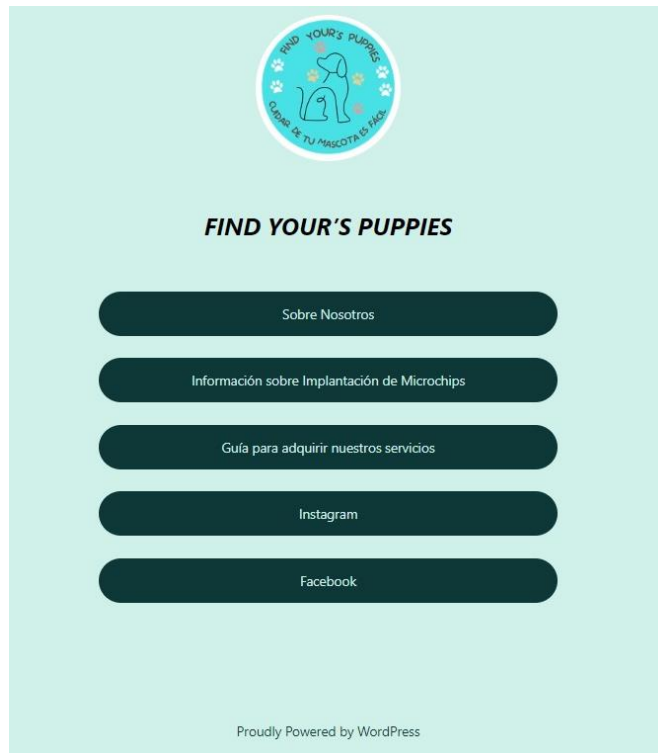 FIND YOUR'S PUPPIES
CUIDAR DE TU MASCOTA ES FÁCIL
FIND YOUR'S PUPPIES
Sobre Nosotros
Información sobre Implantación de Microchips
Guía para adquirir nuestros servicios
Instagram
Facebook
Proudly Powered by WordPress